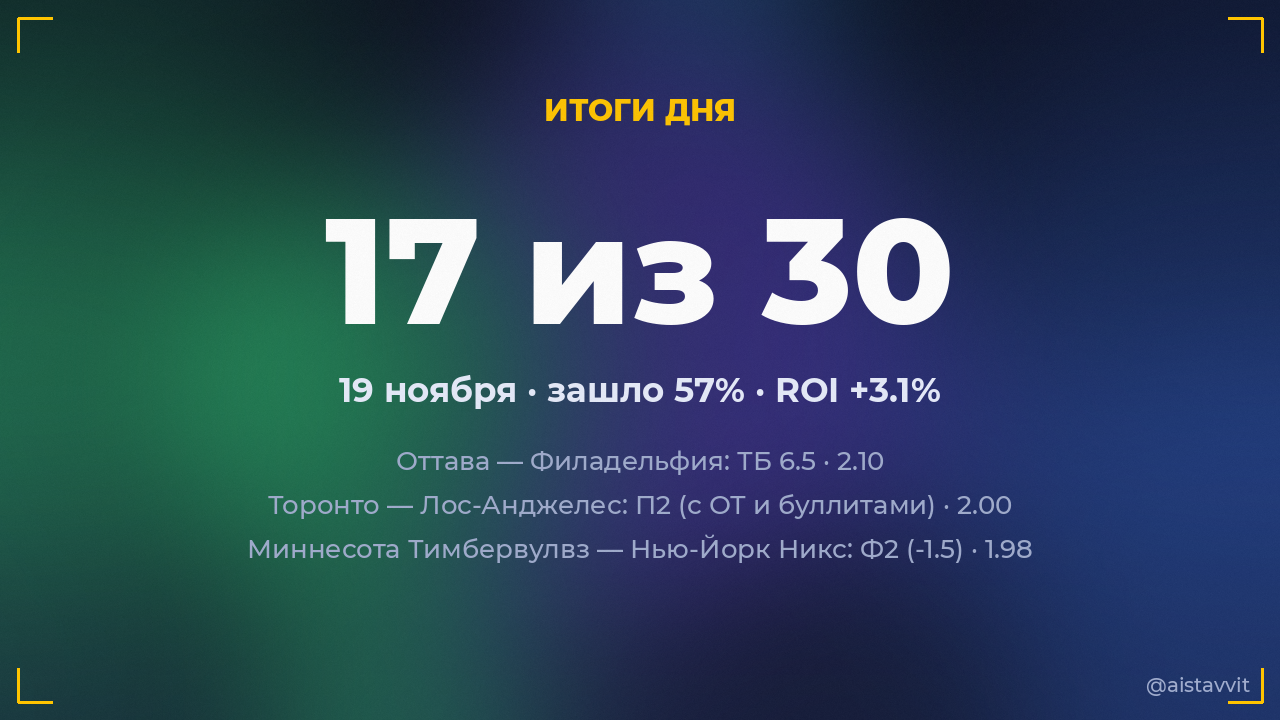 ИТОГИ ДНЯ
17 из 30
19 ноября · зашло 57% · ROI +3.1%
Оттава — Филадельфия: ТБ 6.5 · 2.10
Торонто — Лос-Анджелес: П2 (с ОТ и буллитами) · 2.00
Миннесота Тимбервулвз — Нью-Йорк Никс: Ф2 (-1.5) · 1.98
@aistavvit